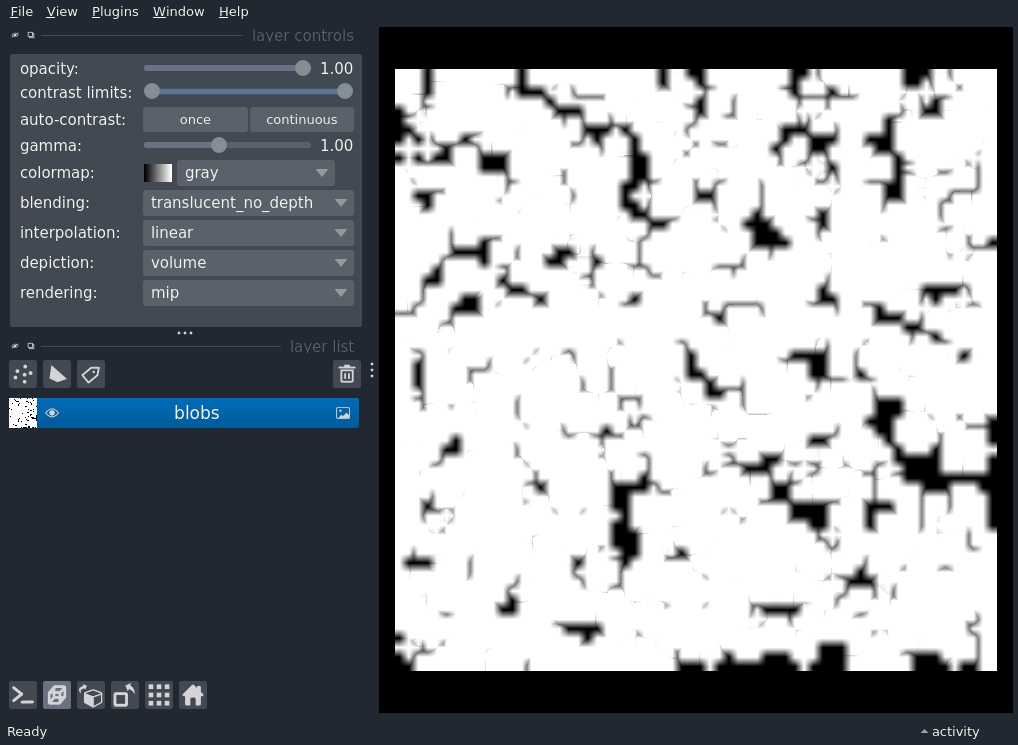 File View Plugins Window Help
layer controls
opacity: 1.00
contrast limits:
auto-contrast: once continuous
gamma: 1.00
colormap: gray
blending: translucent_no_depth
interpolation: linear
depiction: volume
rendering: mip
layer list
blobs
Ready activity